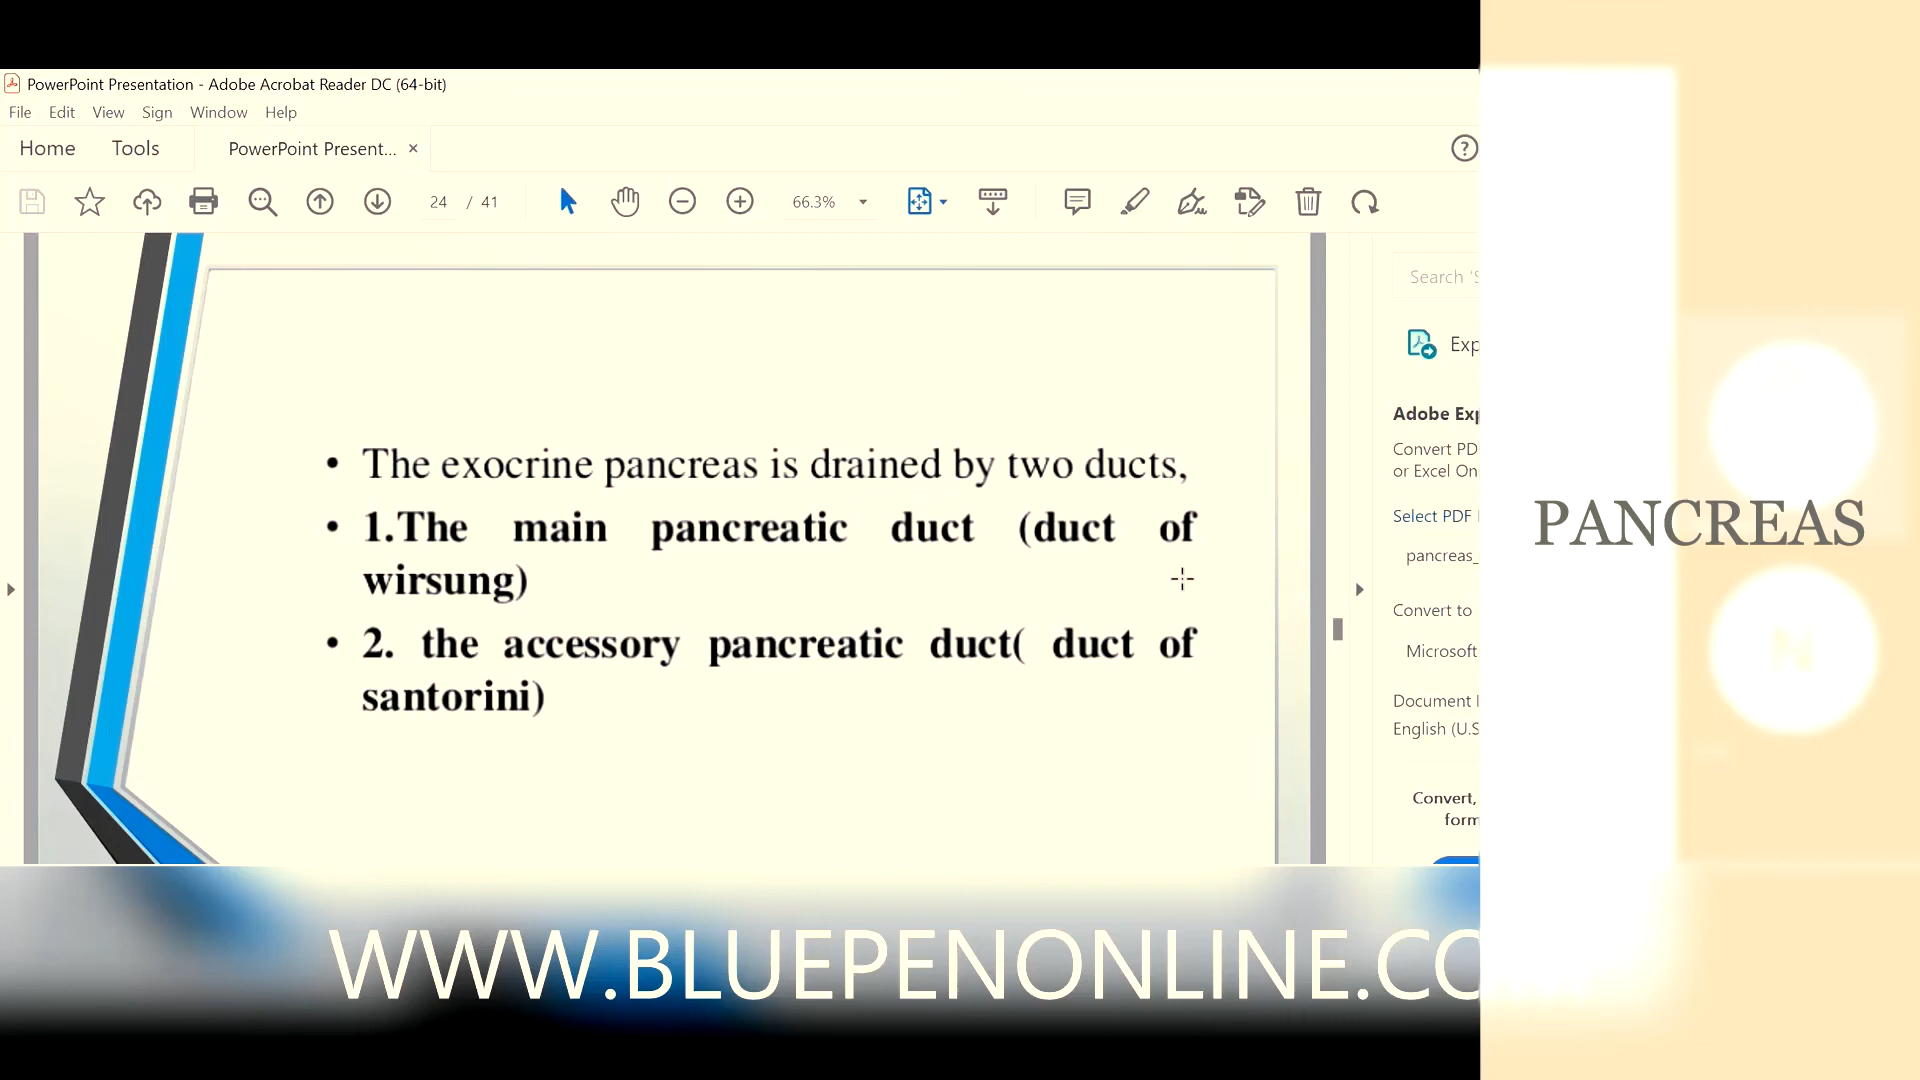 PowerPoint Presentation - Adobe Acrobat Reader DC (64-bit)
File Edit View Sign Window Help
Home Tools PowerPoint Present... ×
24 / 41 66.3%
Search 'S
Exp
Adobe Exp
Convert PD
or Excel On
Select PDF
pancreas_
Convert to
Microsoft
Document
English (U.S
Convert,
form
• The exocrine pancreas is drained by two ducts,
• 1.The main pancreatic duct (duct of
wirsung)
• 2. the accessory pancreatic duct( duct of
santorini)
PANCREAS
WWW.BLUEPENONLINE.CO